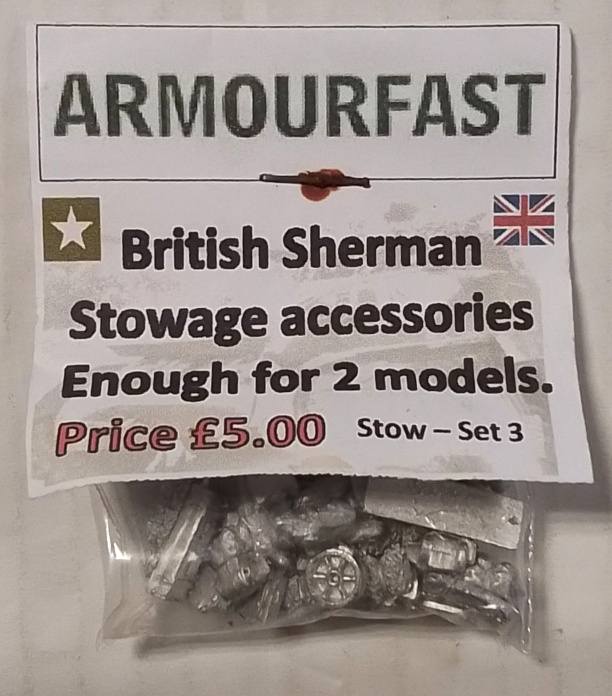 ARMOURFAST
British Sherman
Stowage accessories
Enough for 2 models.
Price £5.00 Stow – Set 3